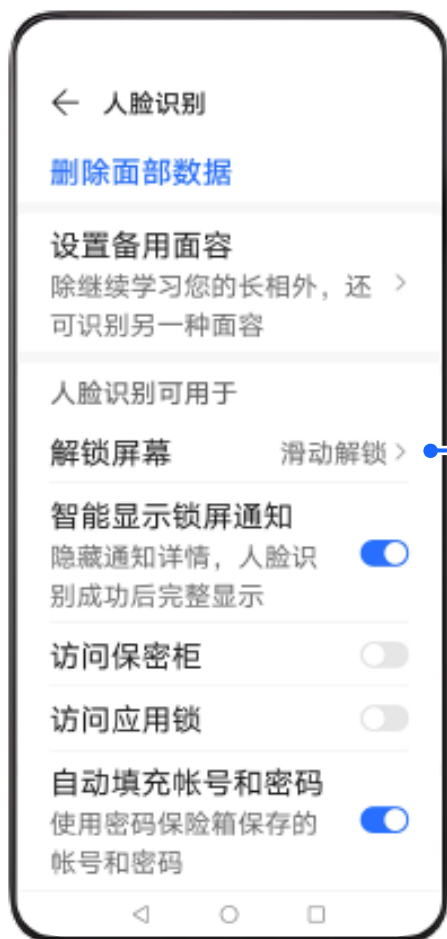 人脸识别
删除面部数据
设置备用面容
除继续学习您的长相外，还
可识别另一种面容
人脸识别可用于
解锁屏幕 滑动解锁
智能显示锁屏通知
隐藏通知详情，人脸识
别成功后完整显示
访问保密柜
访问应用锁
自动填充帐号和密码
使用密码保险箱保存的
帐号和密码